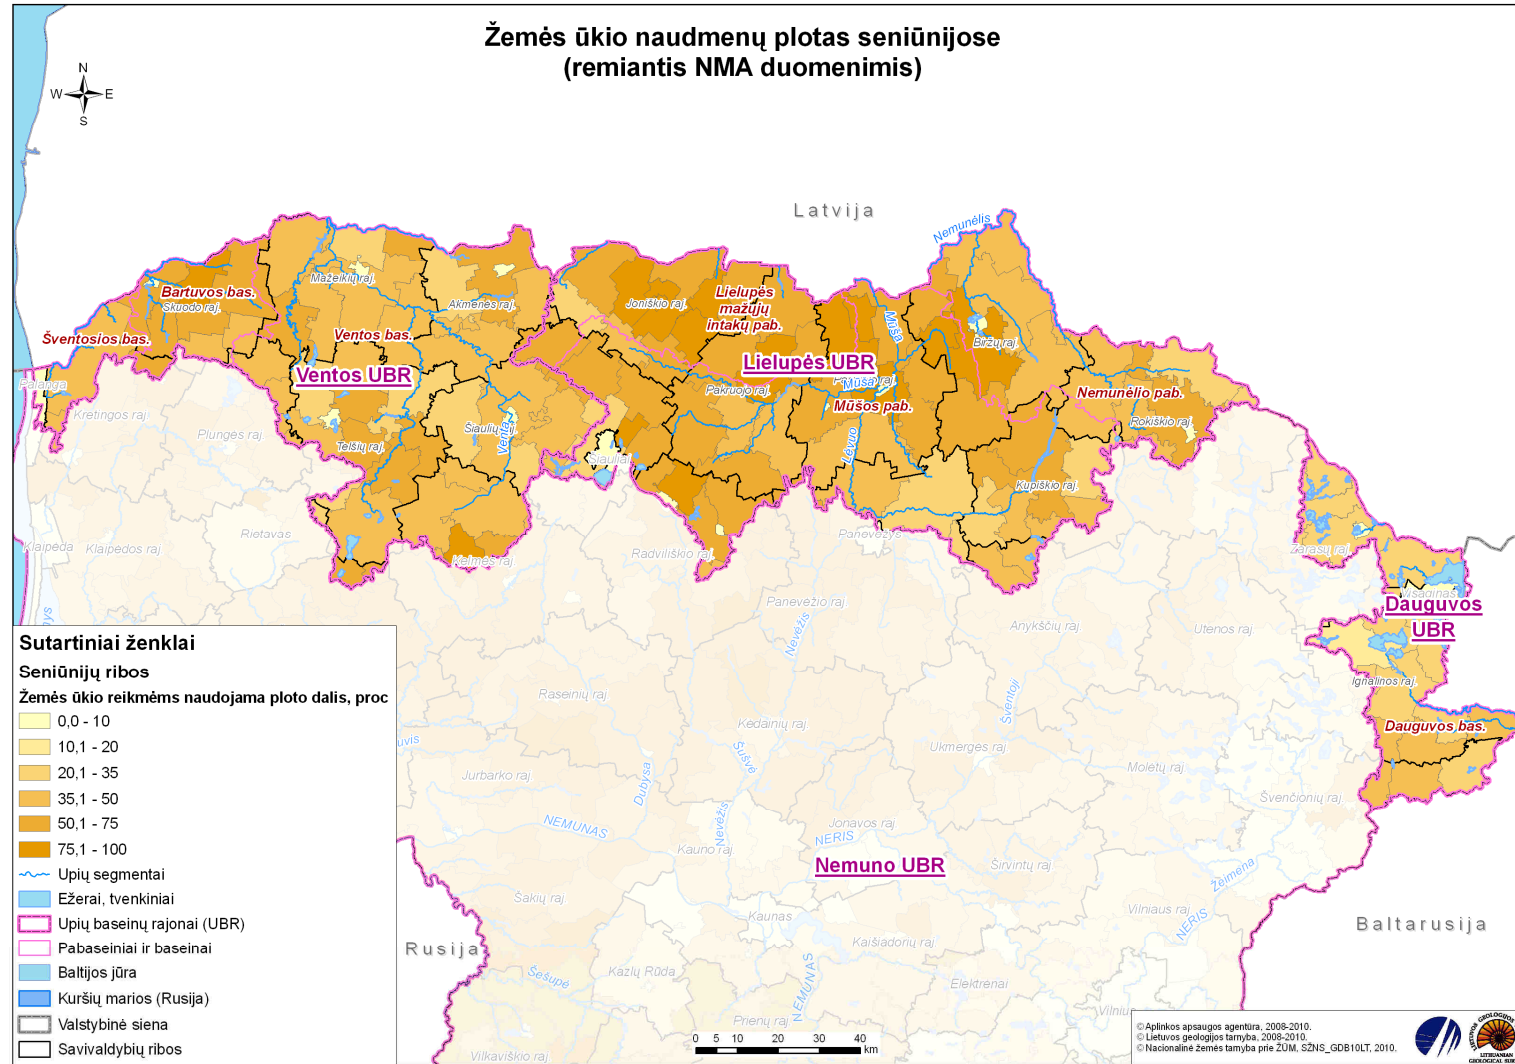 Žemės ūkio naudmenų plotas seniūnijose
(remiantis NMA duomenimis)
N
W
E
S
Latvija
Nemunėlis
Mažeikių raj.
Bartuvos bas.
Skuodo raj.
Akmenės raj.
Joniškio raj.
Lielupės
mažųjų
intakų pab.
Mūša
Šventosios bas.
Ventos bas.
Biržų raj.
Lielupės UBR
Ventos UBR
Palanga
Kretingos raj.
Pakruojo raj.
Mūša
Mūšos pab.
Nemunėlio pab.
Rokiškio raj.
Plungės raj.
Telšių raj.
Šiaulių
Venta
Lėvuo
Šiauliai
Kupiškio raj.
Klaipėda
Klaipėdos raj.
Rietavas
Kelmės raj.
Radviliškio raj.
Panevėžys
Zarasų raj.
Visaginas
Dauguvos
UBR
Panevėžio raj.
Nevėžis
Anykščių raj.
Utenos raj.
Ignalinos raj.
Raseinių raj.
Kėdainių raj.
Šventoji
Dauguvos bas.
Šušvė
Ukmergės raj.
Dubysa
Jurbarko raj.
Molėtų raj.
Švenčionių raj.
NEMUNAS
Nevėžis
Jonavos raj.
NERIS
Kauno raj.
Nemuno UBR
Širvintų raj.
Žeimena
Šakių raj.
Kaunas
Vilniaus raj.
NERIS
Baltarusija
Rusija
Kaišiadorių raj.
Kazlų Rūda
Šešupė
NEMUNAS
Elektrėnai
Prienų raj.
Vilnius
Vilkaviškio raj.
Sutartiniai ženklai
Seniūnijų ribos
Žemės ūkio reikmėms naudojama ploto dalis, proc
0,0 - 10
10,1 - 20
20,1 - 35
35,1 - 50
50,1 - 75
75,1 - 100
Upių segmentai
Ežerai, tvenkiniai
Upių baseinų rajonai (UBR)
Pabaseiniai ir baseinai
Baltijos jūra
Kuršių marios (Rusija)
Valstybinė siena
Savivaldybių ribos
0 5 10 20 30 40
km
© Aplinkos apsaugos agentūra, 2008-2010.
© Lietuvos geologijos tarnyba, 2008-2010.
© Nacionalinė žemės tarnyba prie ŽŪM, SŽNS_GDB10LT, 2010.